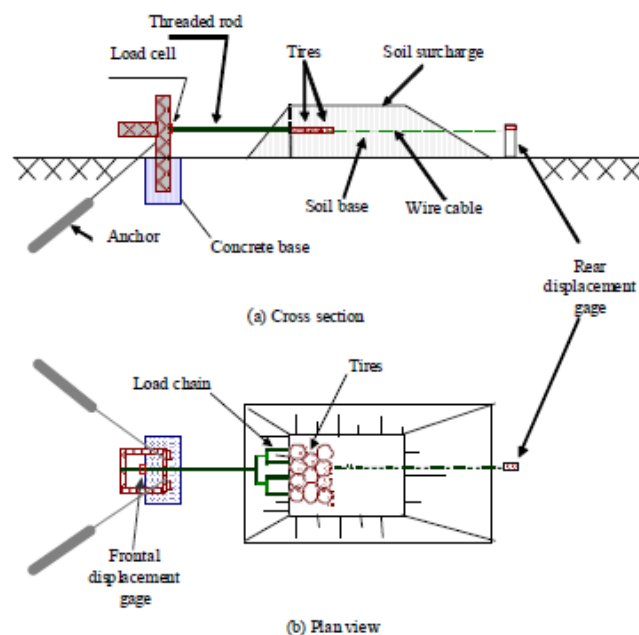 Threaded rod
Load cell
Tires
Soil surcharge
Soil base
Wire cable
Anchor
Concrete base
Rear
displacement
gage
(a) Cross section
Load chain
Tires
Frontal
displacement
gage
(b) Plan view